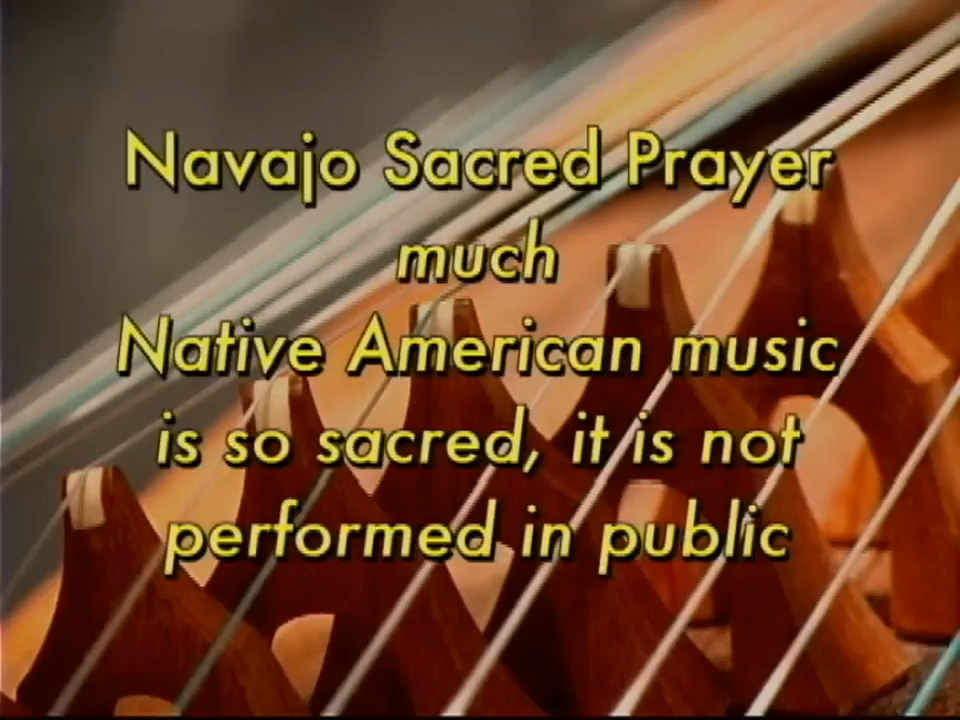 Navajo Sacred Prayer
much
Native American music
is so sacred, it is not
performed in public